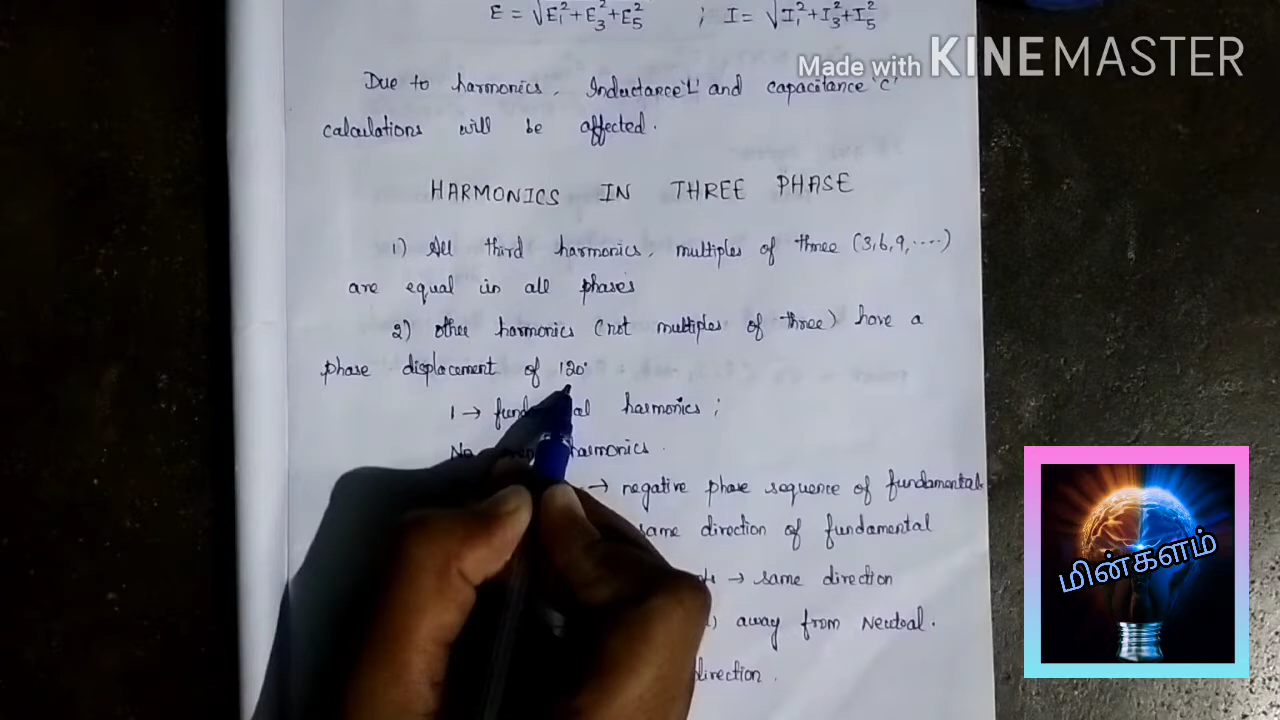 E = √E₁²+E₃²+E₅² ; I = √I₁²+I₃²+I₅²
Made with KINEMASTER
Due to harmonics, Inductance 'L' and capacitance 'C'
calculations will be affected.
HARMONICS IN THREE PHASE
1) All third harmonics, multiples of three (3,6,9,....)
are equal in all phases
2) other harmonics (not multiples of three) have a
phase displacement of 120°
1 → harmonics ;
No harmonics.
→ negative phase sequence of fundamental.
same direction of fundamental
→ same direction
away from Neutral.
direction.
மின்களம்